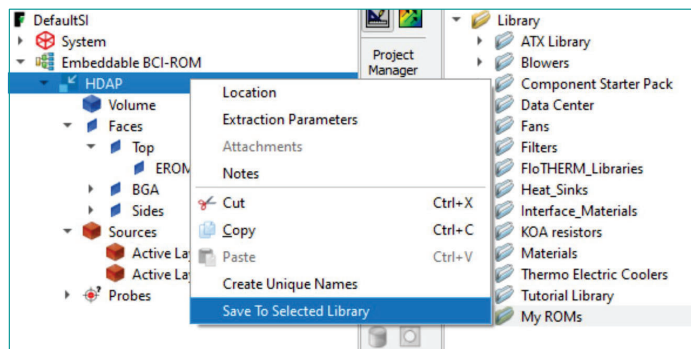 DefaultSI
System
Embeddable BCI-ROM
HDAP
Volume
Faces
Top
EROM
BGA
Sides
Sources
Active La
Active La
Probes
Location
Extraction Parameters
Attachments
Notes
Cut Ctrl+X
Copy Ctrl+C
Paste Ctrl+V
Create Unique Names
Save To Selected Library
Project
Manager
Library
ATX Library
Blowers
Component Starter Pack
Data Center
Fans
Filters
FloTHERM_Libraries
Heat_Sinks
Interface_Materials
KOA resistors
Materials
Thermo Electric Coolers
Tutorial Library
My ROMs